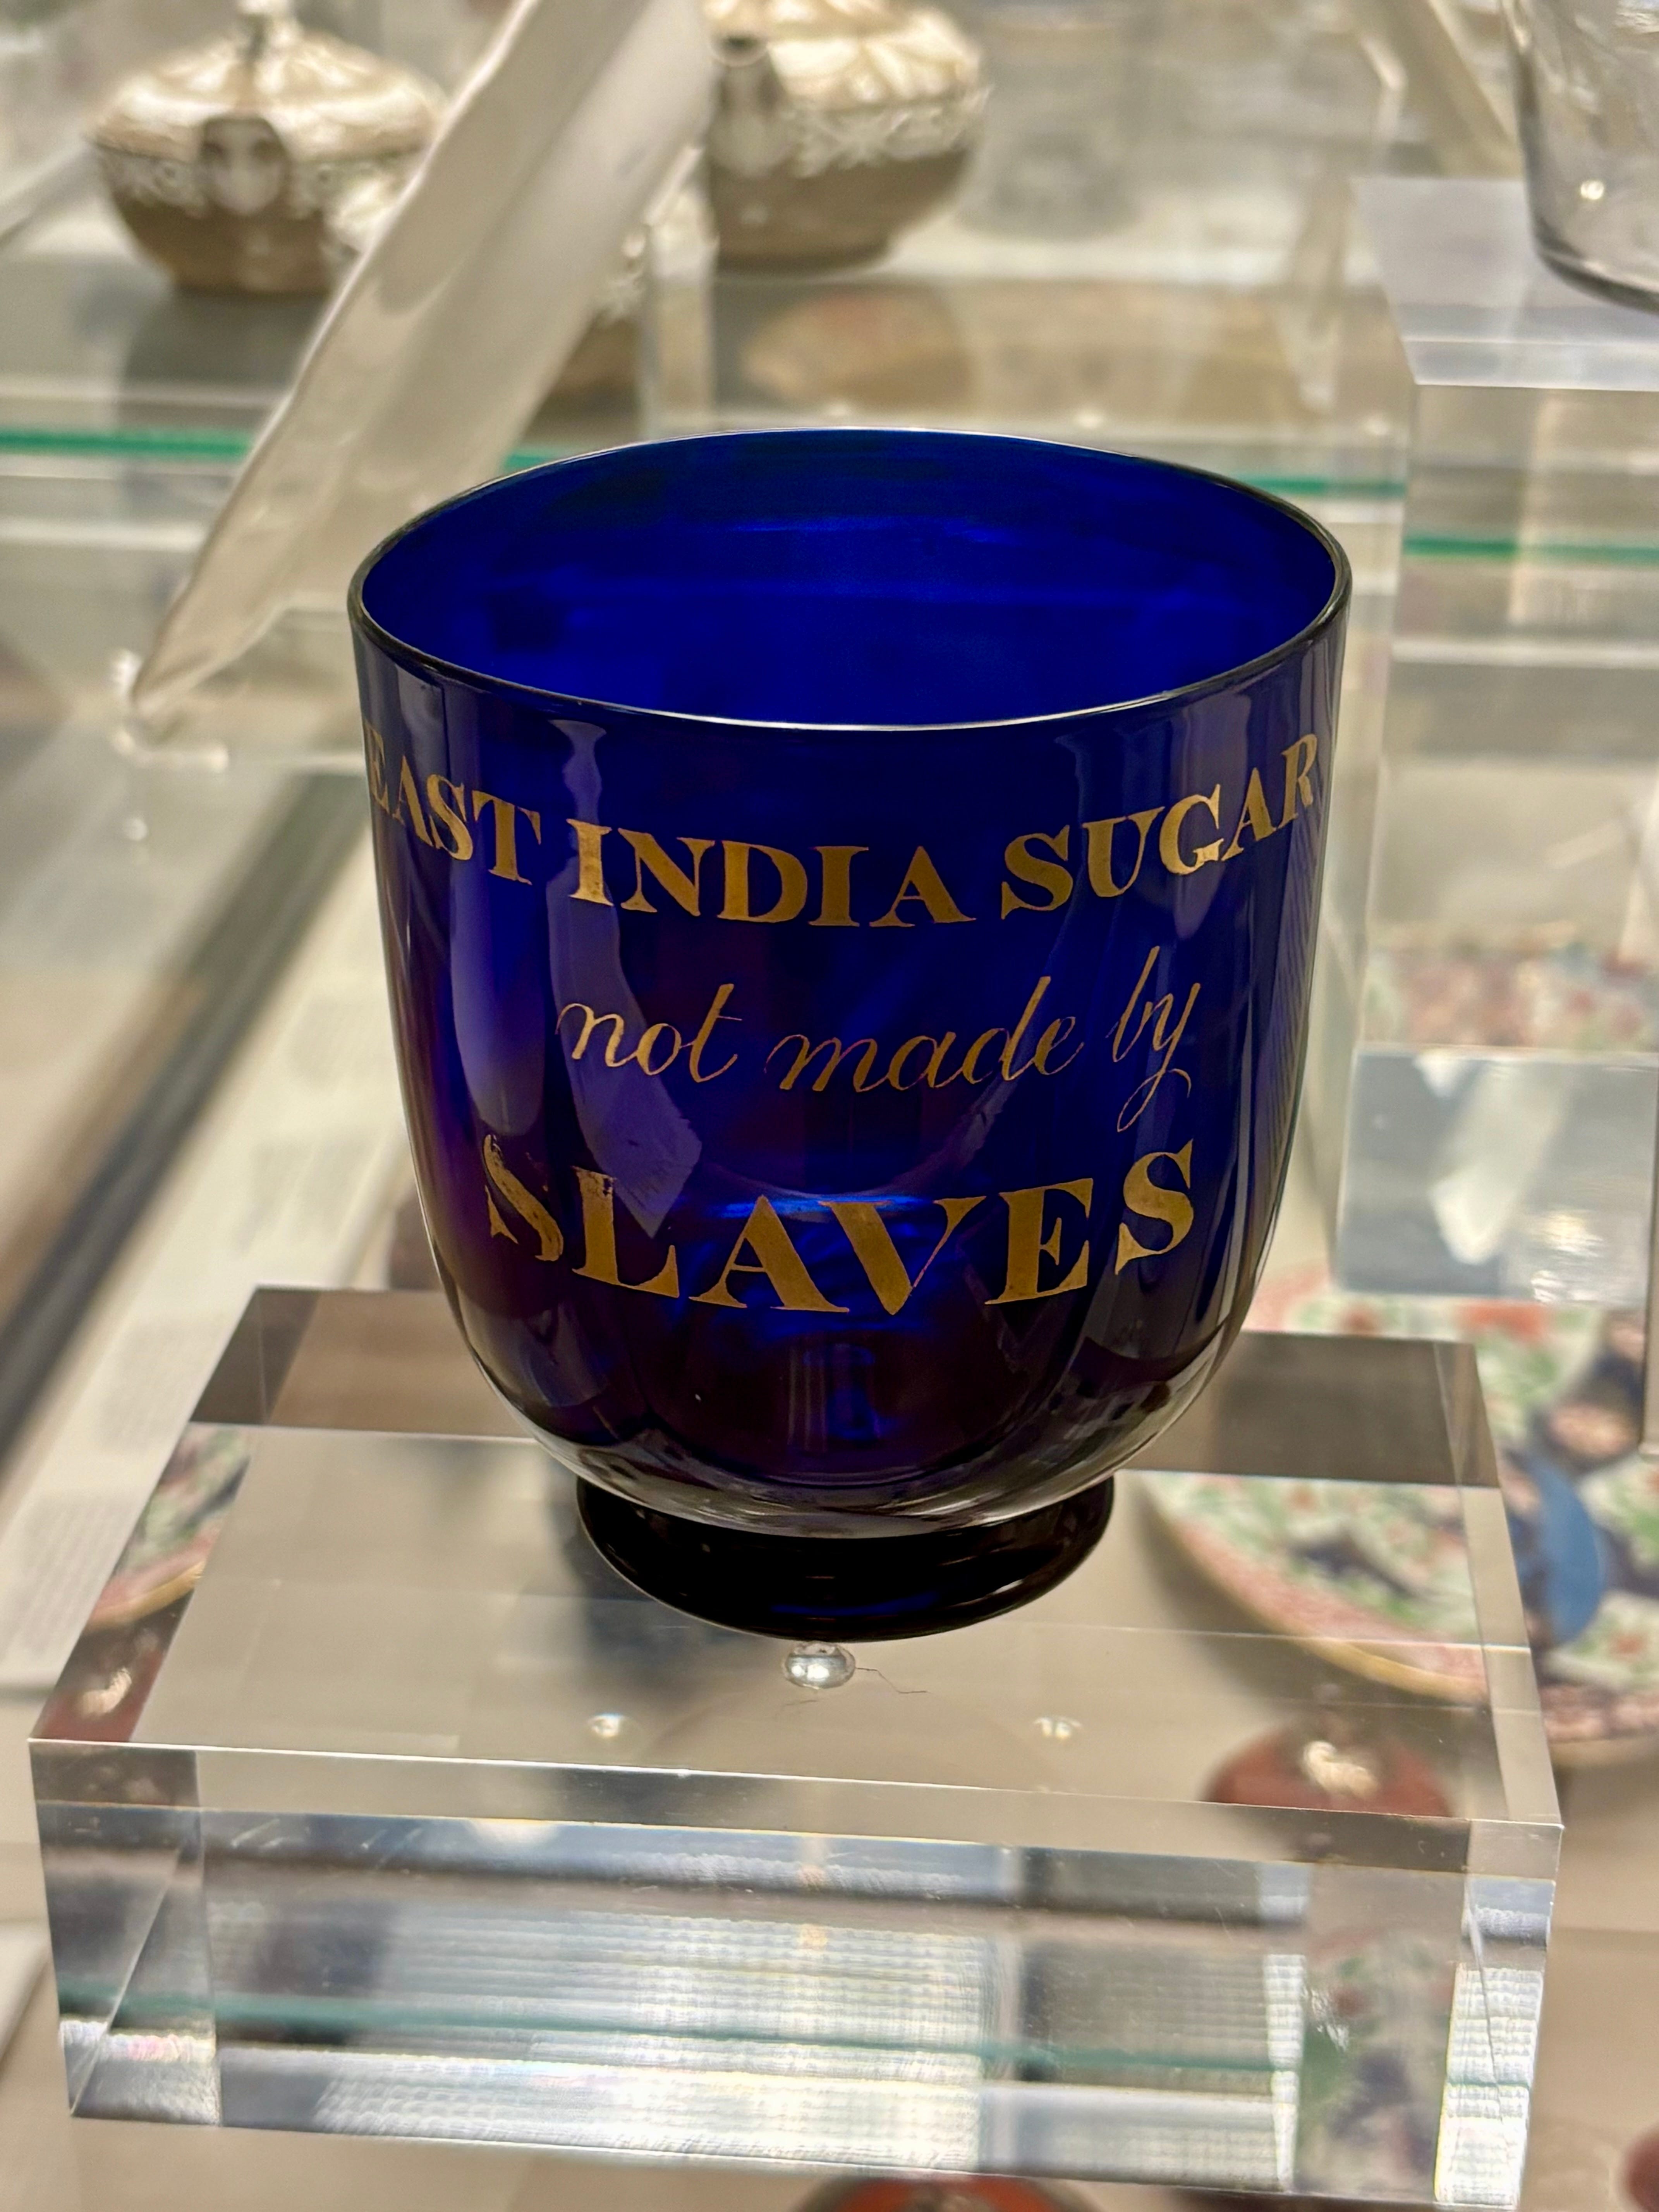 EAST INDIA SUGAR
not made by
SLAVES